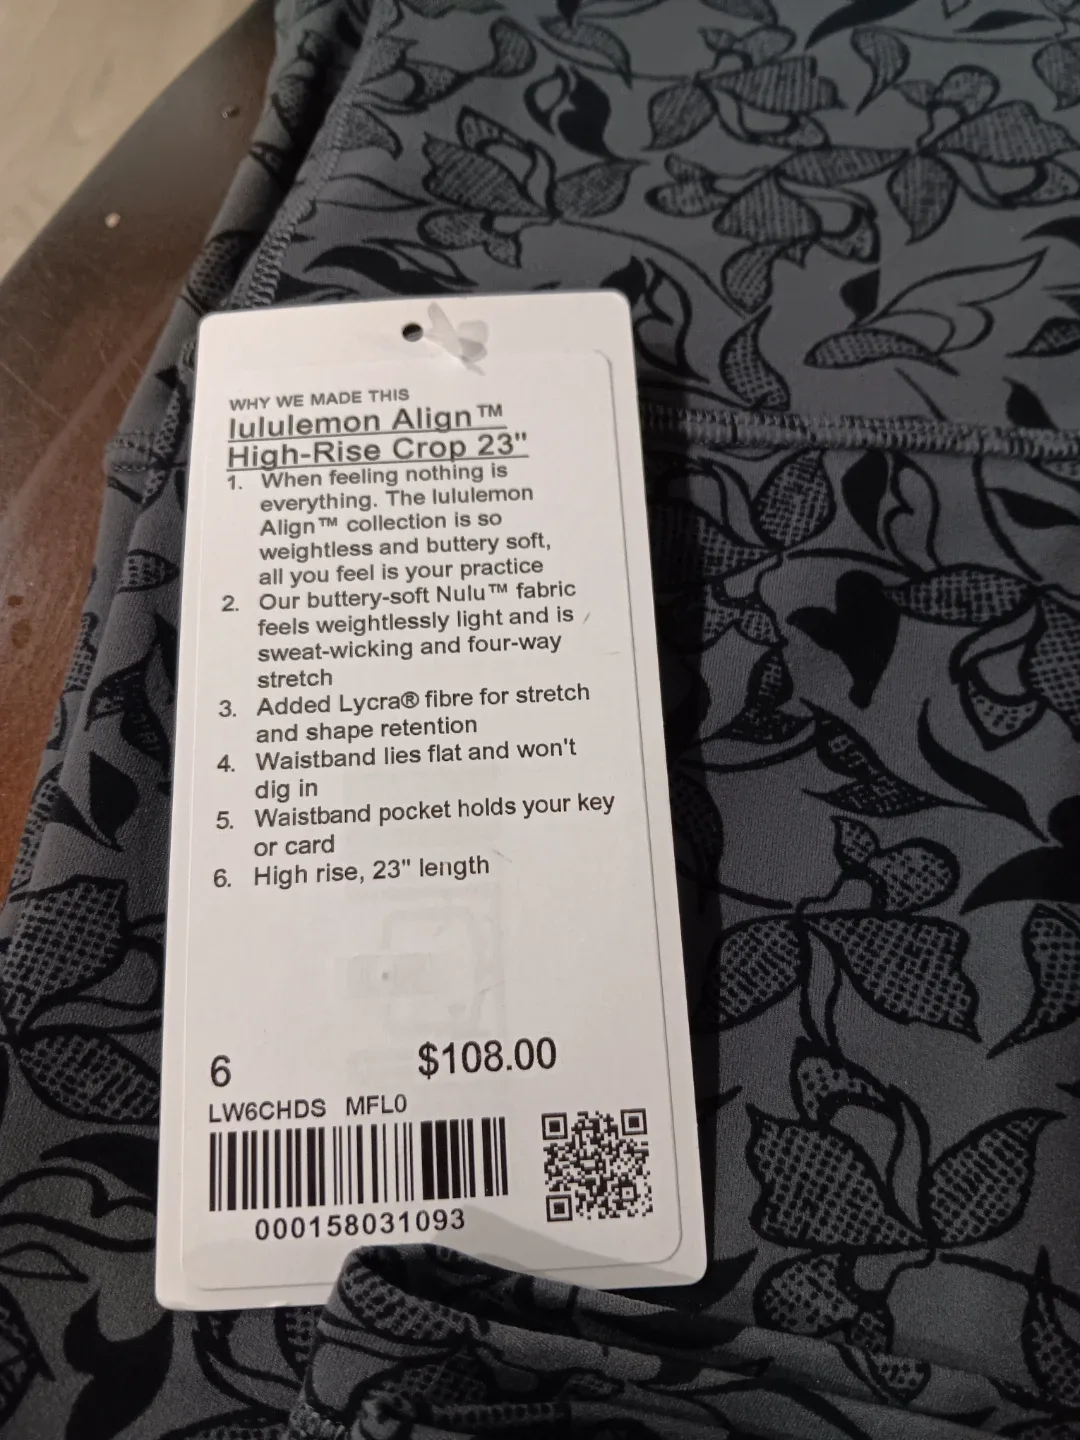 WHY WE MADE THIS
lululemon Align™
High-Rise Crop 23"
1. When feeling nothing is
everything. The lululemon
Align™ collection is so
weightless and buttery soft,
all you feel is your practice
2. Our buttery-soft Nulu™ fabric
feels weightlessly light and is
sweat-wicking and four-way
stretch
3. Added Lycra® fibre for stretch
and shape retention
4. Waistband lies flat and won't
dig in
5. Waistband pocket holds your key
or card
6. High rise, 23" length
6 $108.00
LW6CHDS MFL0
000158031093